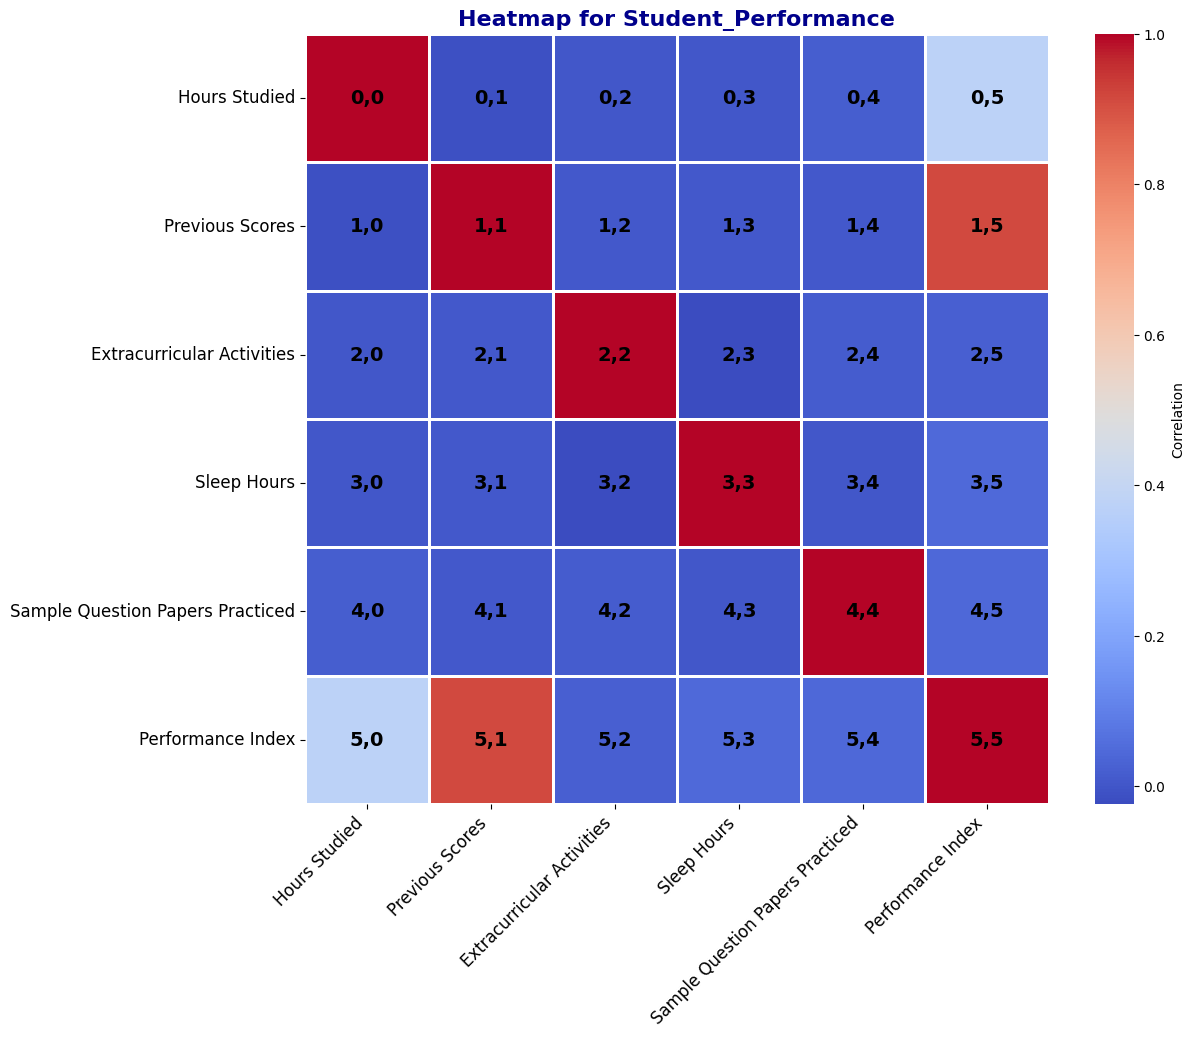 Heatmap for Student_Performance
Hours Studied 0,0 0,1 0,2 0,3 0,4 0,5
Previous Scores 1,0 1,1 1,2 1,3 1,4 1,5
Extracurricular Activities 2,0 2,1 2,2 2,3 2,4 2,5
Sleep Hours 3,0 3,1 3,2 3,3 3,4 3,5
Sample Question Papers Practiced 4,0 4,1 4,2 4,3 4,4 4,5
Performance Index 5,0 5,1 5,2 5,3 5,4 5,5
Hours Studied
Previous Scores
Extracurricular Activities
Sleep Hours
Sample Question Papers Practiced
Performance Index
1.0
0.8
0.6
0.4
0.2
0.0
Correlation